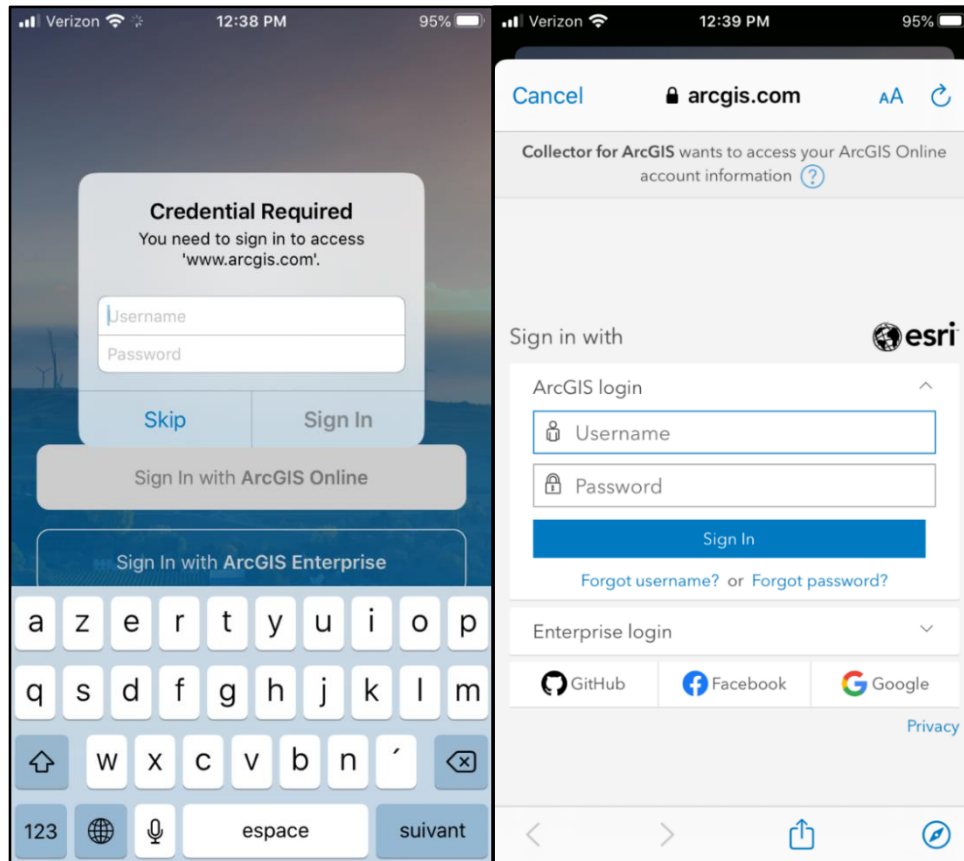 Verizon 12:38 PM 95%
Credential Required
You need to sign in to access
'www.arcgis.com'.
Username
Password
Skip Sign In
Sign In with ArcGIS Online
Sign In with ArcGIS Enterprise
a z e r t y u i o p
q s d f g h j k l m
w x c v b n ´
123 espace suivant
Verizon 12:39 PM 95%
Cancel arcgis.com AA
Collector for ArcGIS wants to access your ArcGIS Online
account information ?
Sign in with esri
ArcGIS login
Username
Password
Sign In
Forgot username? or Forgot password?
Enterprise login
GitHub Facebook Google
Privacy